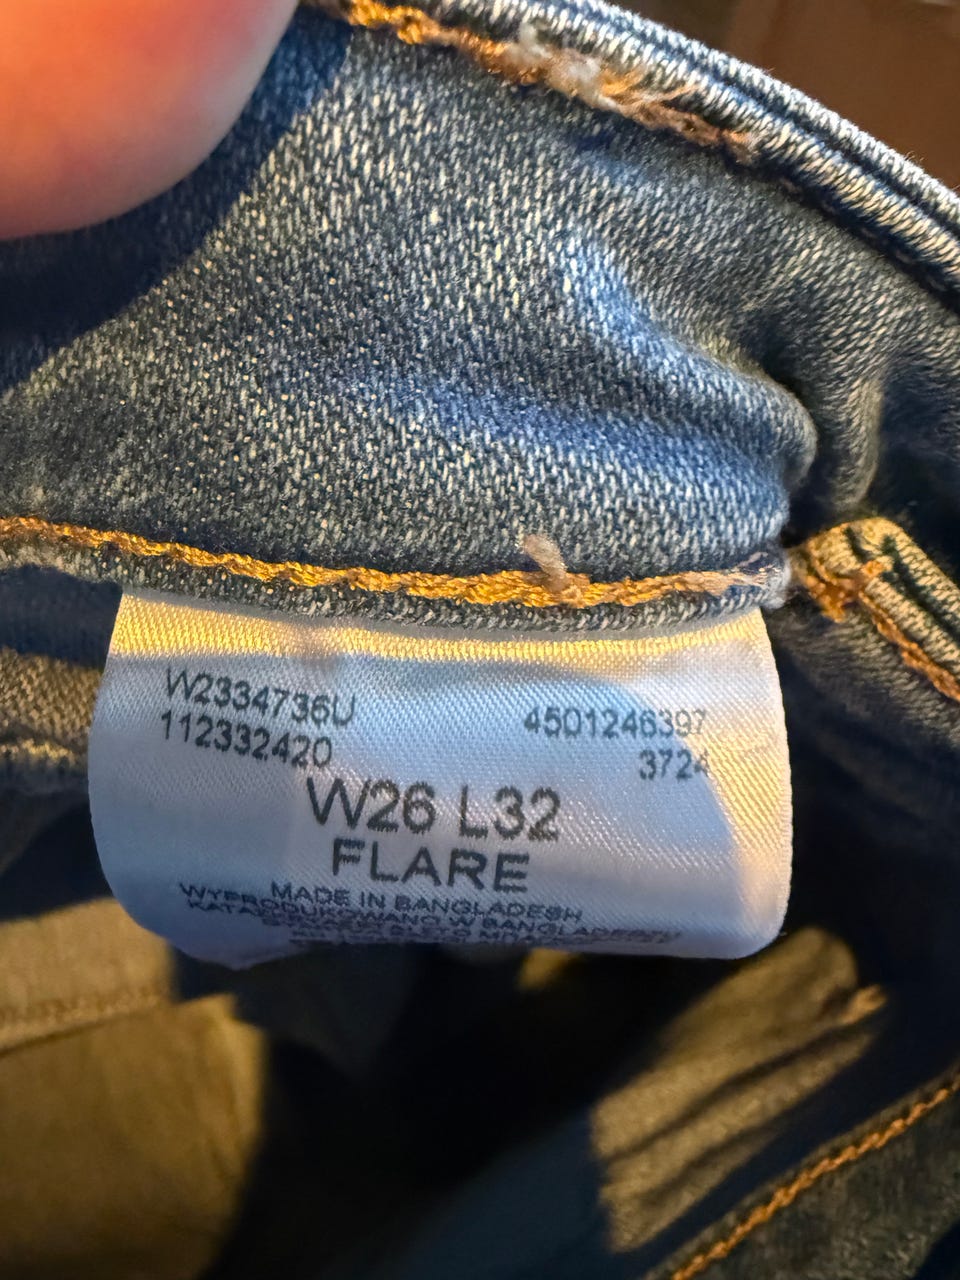 W2334736U
112332420
4501246397
3724
W26 L32
FLARE
MADE IN BANGLADESH
WYPRODUKOWANO W BANGLADESZU